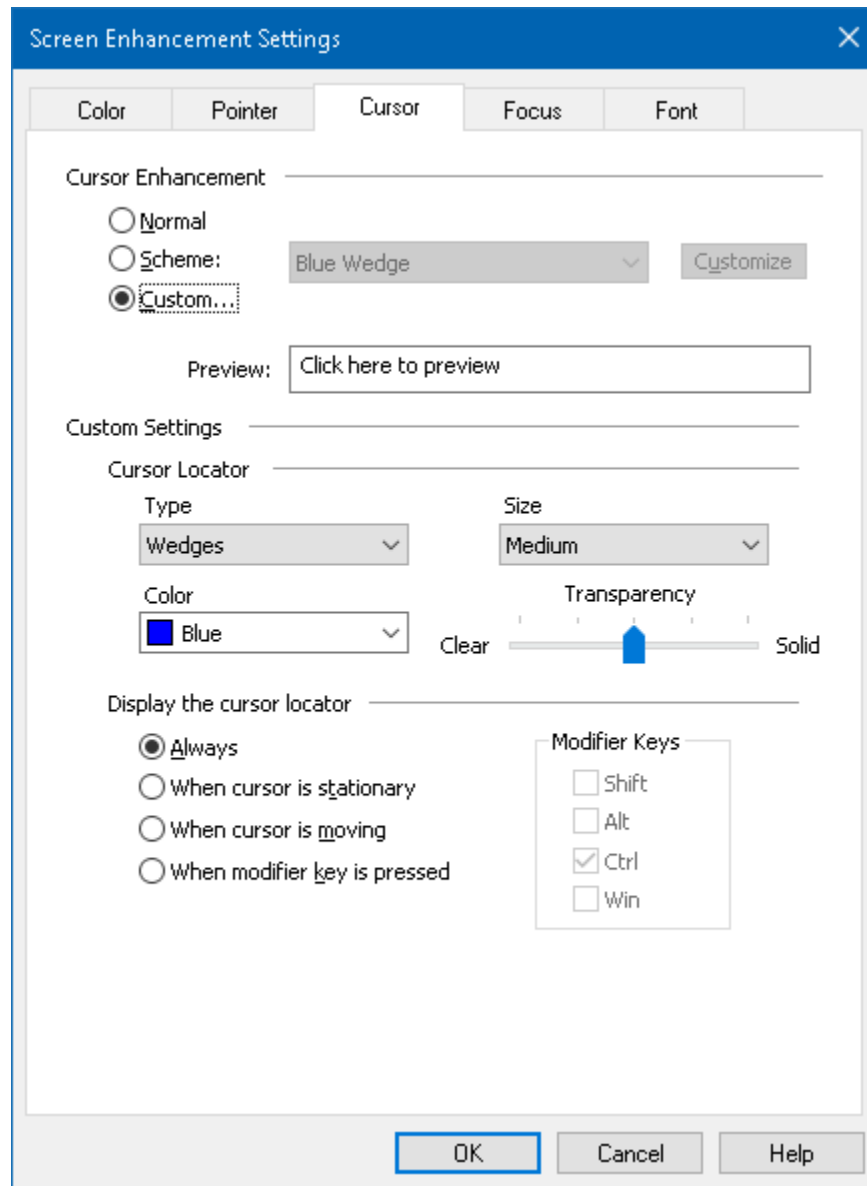 Screen Enhancement Settings
Color Pointer Cursor Focus Font
Cursor Enhancement
Normal
Scheme: Blue Wedge Customize
Custom...
Preview: Click here to preview
Custom Settings
Cursor Locator
Type Size
Wedges Medium
Color Transparency
Blue Clear Solid
Display the cursor locator
Always Modifier Keys
When cursor is stationary Shift
When cursor is moving Alt
When modifier key is pressed Ctrl
Win
OK Cancel Help